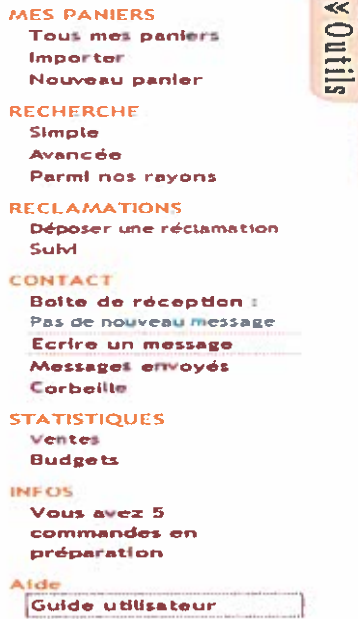 MES PANIERS
Tous mes paniers
Importer
Nouveau panier
RECHERCHE
Simple
Avancée
Parmi nos rayons
RECLAMATIONS
Déposer une réclamation
Suivi
CONTACT
Boîte de réception :
Pas de nouveau message
Ecrire un message
Messages envoyés
Corbeille
STATISTIQUES
Ventes
Budgets
INFOS
Vous avez 5
commandes en
préparation
Aide
Guide utilisateur
« Outils